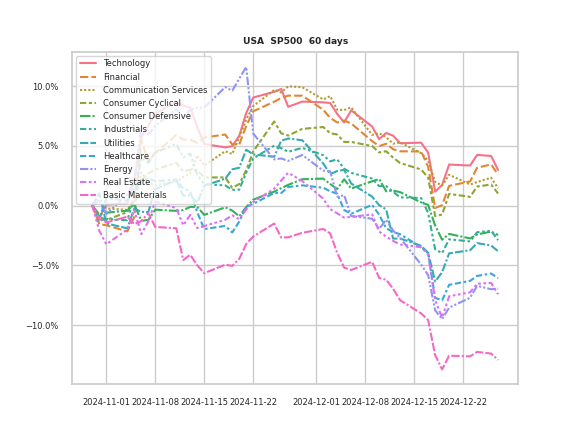 USA SP500 60 days
Technology
Financial
Communication Services
Consumer Cyclical
Consumer Defensive
Industrials
Utilities
Healthcare
Energy
Real Estate
Basic Materials
10.0%
5.0%
0.0%
−5.0%
−10.0%
2024-11-01 2024-11-08 2024-11-15 2024-11-22 2024-12-01 2024-12-08 2024-12-15 2024-12-22